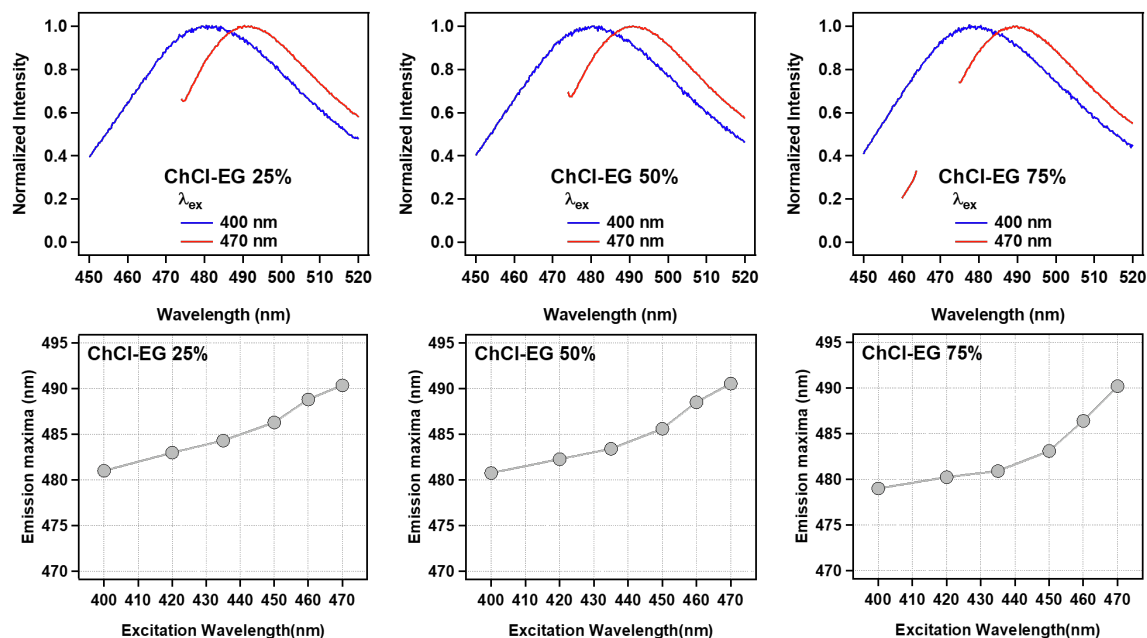 Normalized Intensity
1.0
0.8
0.6
0.4
0.2
0.0
ChCl-EG 25%
λex
400 nm
470 nm
450 460 470 480 490 500 510 520
Wavelength (nm)
Normalized Intensity
1.0
0.8
0.6
0.4
0.2
0.0
ChCl-EG 50%
λex
400 nm
470 nm
450 460 470 480 490 500 510 520
Wavelength (nm)
Normalized Intensity
1.0
0.8
0.6
0.4
0.2
0.0
ChCl-EG 75%
λex
400 nm
470 nm
450 460 470 480 490 500 510 520
Wavelength (nm)
Emission maxima (nm)
495
490
485
480
475
470
ChCl-EG 25%
400 410 420 430 440 450 460 470
Excitation Wavelength(nm)
Emission maxima (nm)
495
490
485
480
475
470
ChCl-EG 50%
400 410 420 430 440 450 460 470
Excitation Wavelength(nm)
Emission maxima (nm)
495
490
485
480
475
470
ChCl-EG 75%
400 410 420 430 440 450 460 470
Excitation Wavelength(nm)